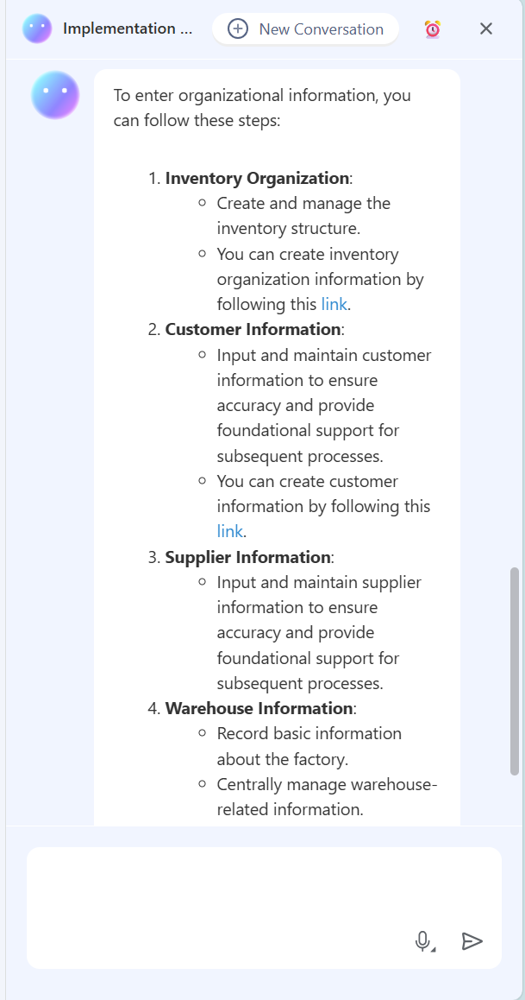 Implementation ...
New Conversation
To enter organizational information, you
can follow these steps:
1. Inventory Organization:
Create and manage the
inventory structure.
You can create inventory
organization information by
following this link.
2. Customer Information:
Input and maintain customer
information to ensure
accuracy and provide
foundational support for
subsequent processes.
You can create customer
information by following this
link.
3. Supplier Information:
Input and maintain supplier
information to ensure
accuracy and provide
foundational support for
subsequent processes.
4. Warehouse Information:
Record basic information
about the factory.
Centrally manage warehouse-
related information.